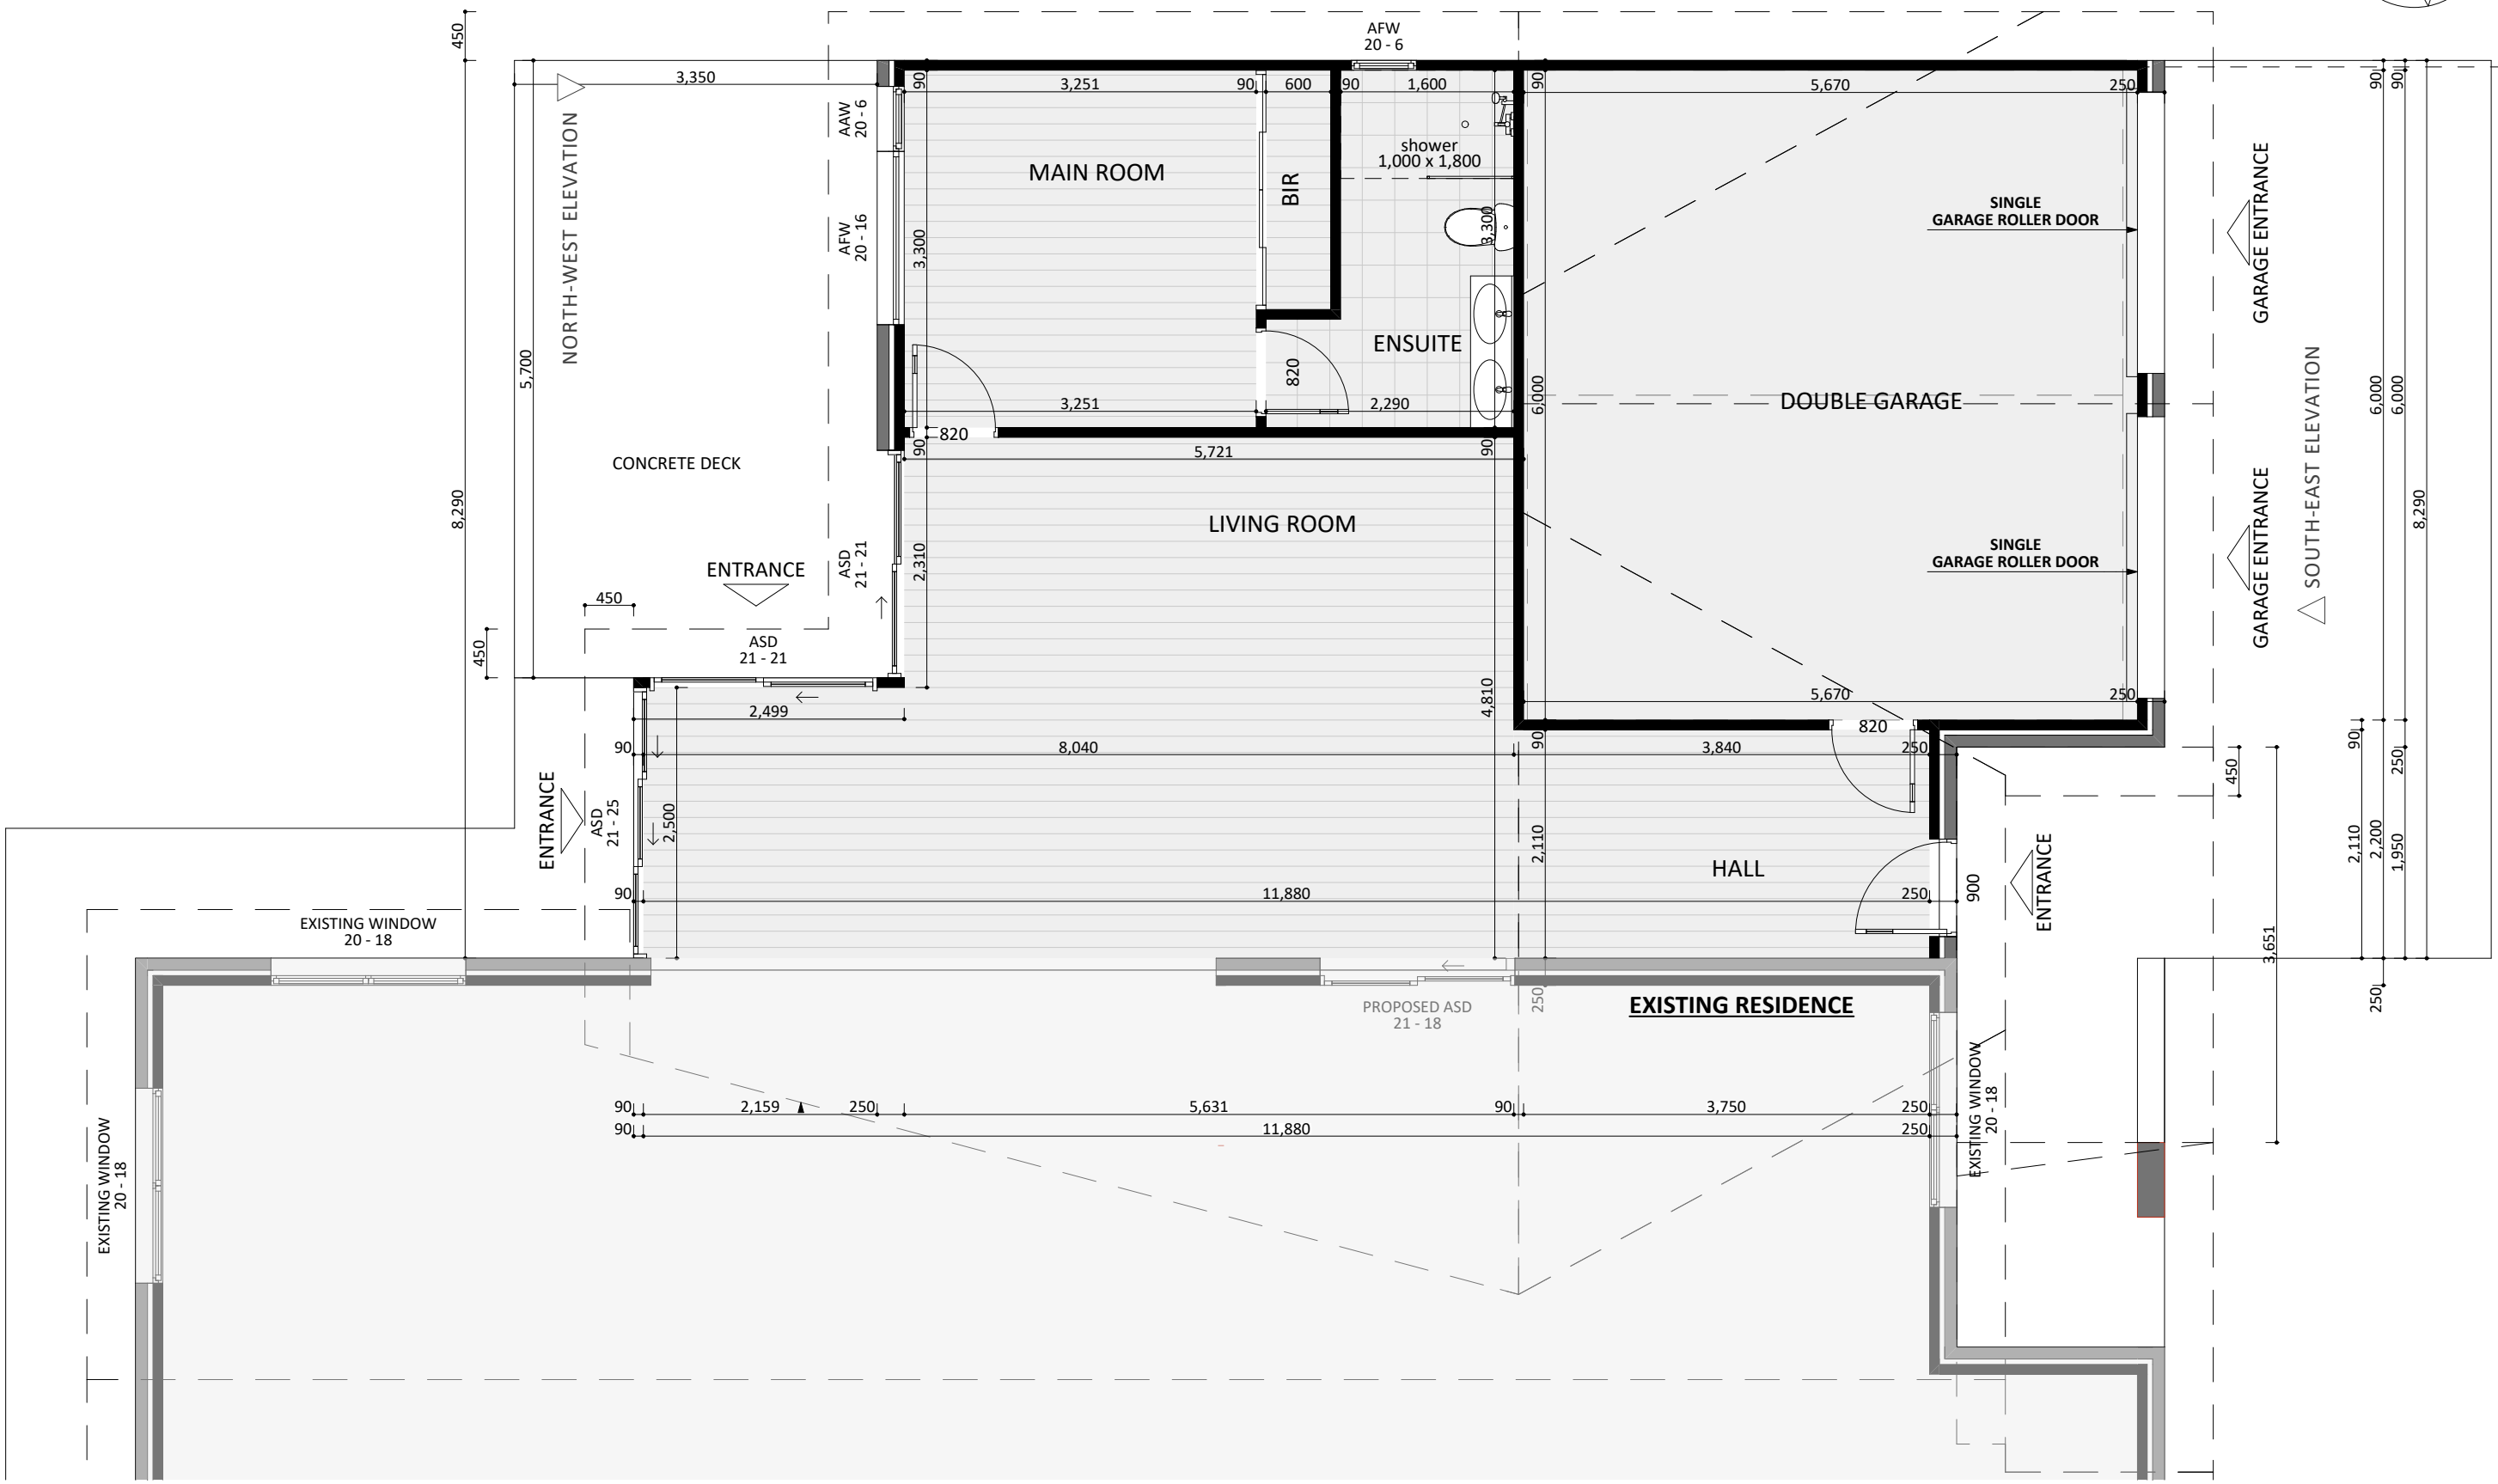 450
AFW
20 - 6
3,350
90
3,251
90
600
90
1,600
90
5,670
250
90
90
AAW
20 - 6
NORTH-WEST ELEVATION
MAIN ROOM
BIR
shower
1,000 x 1,800
SINGLE
GARAGE ROLLER DOOR
GARAGE ENTRANCE
AFW
20 - 16
3,300
3,300
5,700
820
ENSUITE
6,000
DOUBLE GARAGE
6,000
6,000
SOUTH-EAST ELEVATION
3,251
2,290
820
90
5,721
90
CONCRETE DECK
8,290
8,290
LIVING ROOM
GARAGE ENTRANCE
SINGLE
GARAGE ROLLER DOOR
ENTRANCE
ASD
21 - 21
2,310
450
450
ASD
21 - 21
2,499
4,810
5,670
250
820
90
8,040
90
3,840
250
90
250
450
ENTRANCE
ASD
21 - 25
2,500
2,110
HALL
900
ENTRANCE
2,110
2,200
1,950
90
11,880
250
3,651
EXISTING WINDOW
20 - 18
PROPOSED ASD
21 - 18
250
EXISTING RESIDENCE
250
EXISTING WINDOW
20 - 18
90
2,159
250
5,631
90
3,750
250
90
11,880
250
EXISTING WINDOW
20 - 18